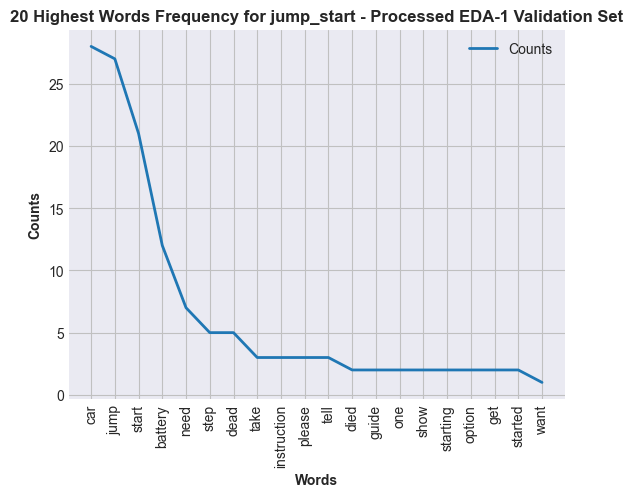 20 Highest Words Frequency for jump_start - Processed EDA-1 Validation Set
Counts
Counts
25
20
15
10
5
0
car
jump
start
battery
need
step
dead
take
instruction
please
tell
died
guide
one
show
starting
option
get
started
want
Words